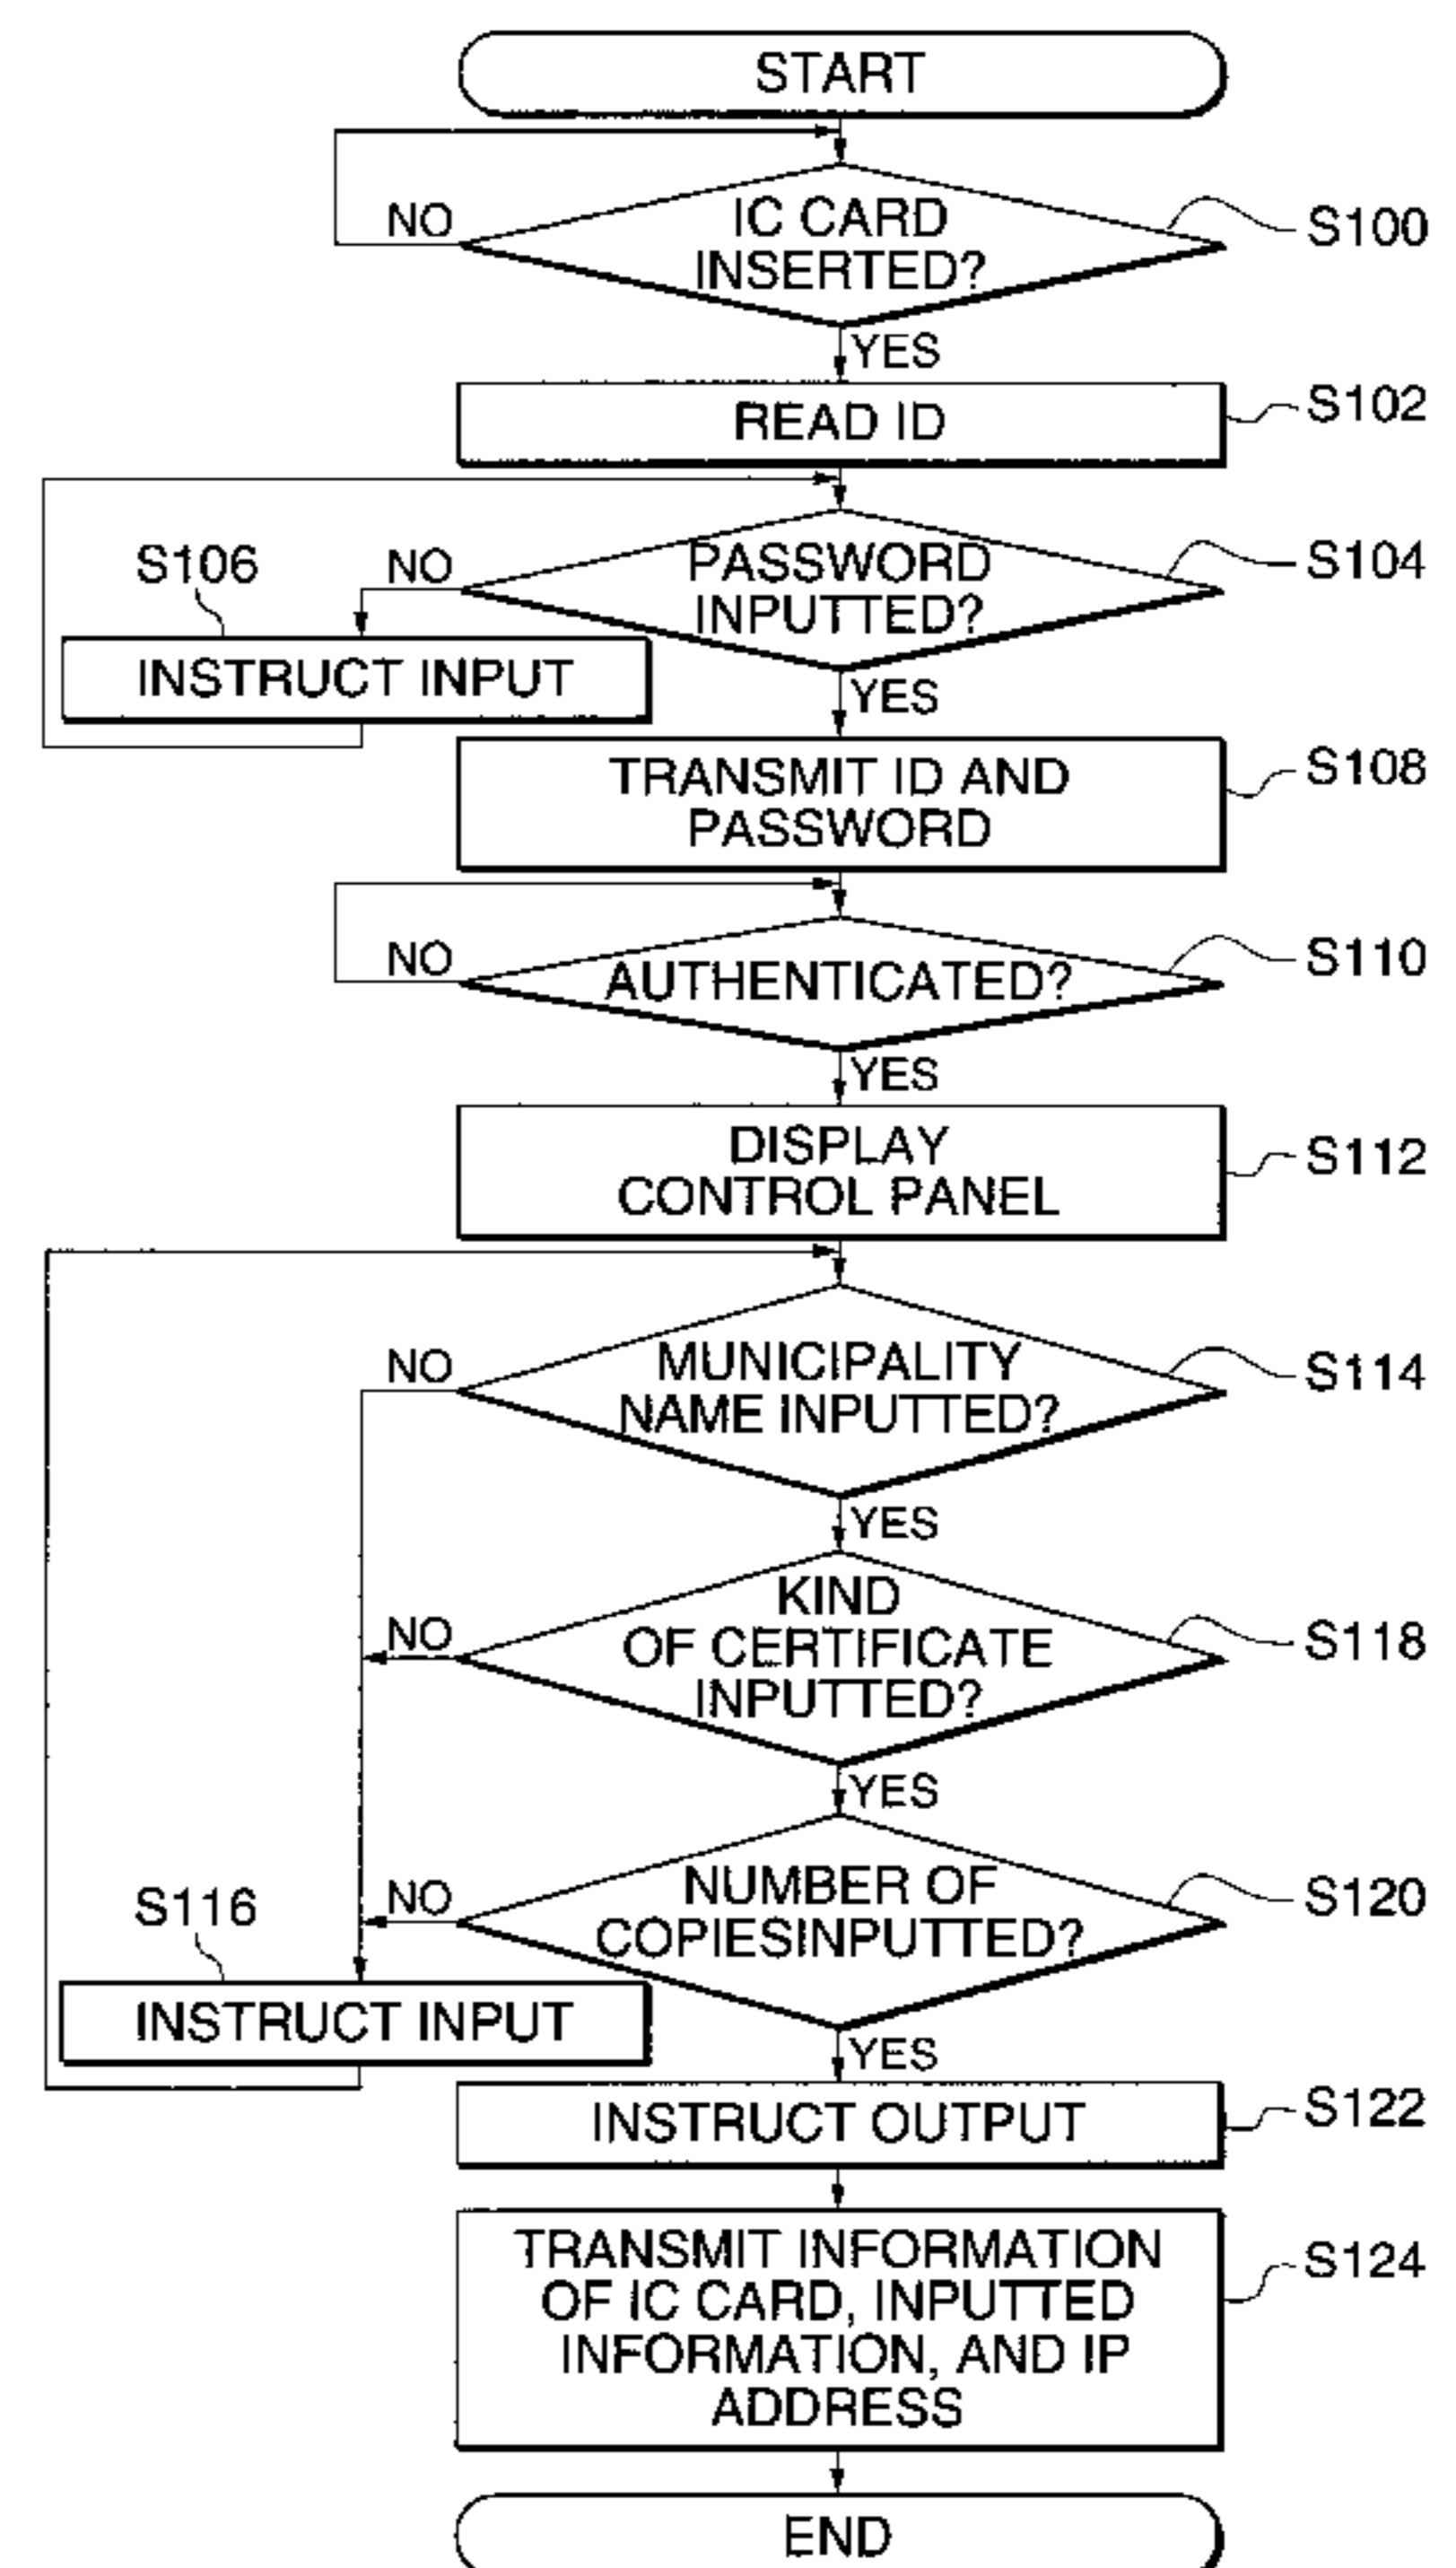 START
NO
IC CARD
INSERTED?
S100
YES
READ ID
S102
S106
NO
PASSWORD
INPUTTED?
S104
INSTRUCT INPUT
YES
TRANSMIT ID AND
PASSWORD
S108
NO
AUTHENTICATED?
S110
YES
DISPLAY
CONTROL PANEL
S112
NO
MUNICIPALITY
NAME INPUTTED?
S114
YES
NO
KIND
OF CERTIFICATE
INPUTTED?
S118
YES
S116
NO
NUMBER OF
COPIESINPUTTED?
S120
INSTRUCT INPUT
YES
INSTRUCT OUTPUT
S122
TRANSMIT INFORMATION
OF IC CARD, INPUTTED
INFORMATION, AND IP
ADDRESS
S124
END